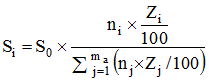 S_i = S_0 × (n_i × Z_i/100) / (∑_{j=1}^{m_a} (n_j × Z_j /100))